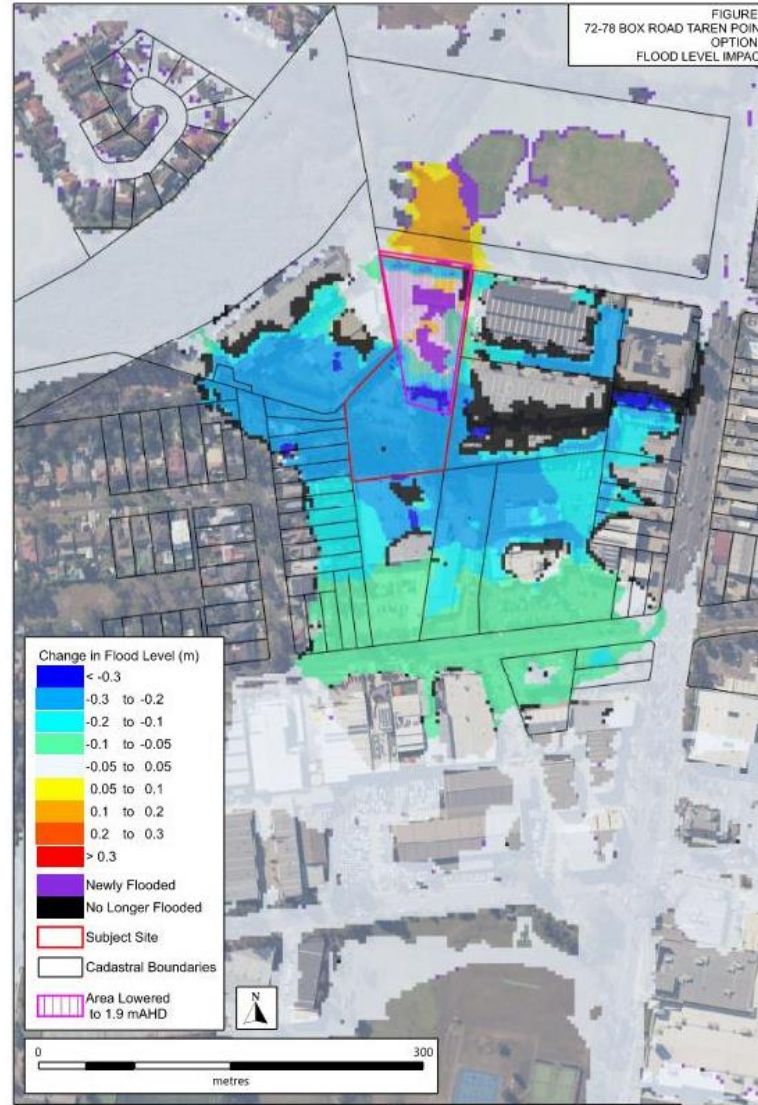 FIGURE
72-78 BOX ROAD TAREN POIN
OPTION
FLOOD LEVEL IMPAC
Change in Flood Level (m)
< -0.3
-0.3 to -0.2
-0.2 to -0.1
-0.1 to -0.05
-0.05 to 0.05
0.05 to 0.1
0.1 to 0.2
0.2 to 0.3
> 0.3
Newly Flooded
No Longer Flooded
Subject Site
Cadastral Boundaries
Area Lowered
to 1.9 mAHD
N
0 300
metres